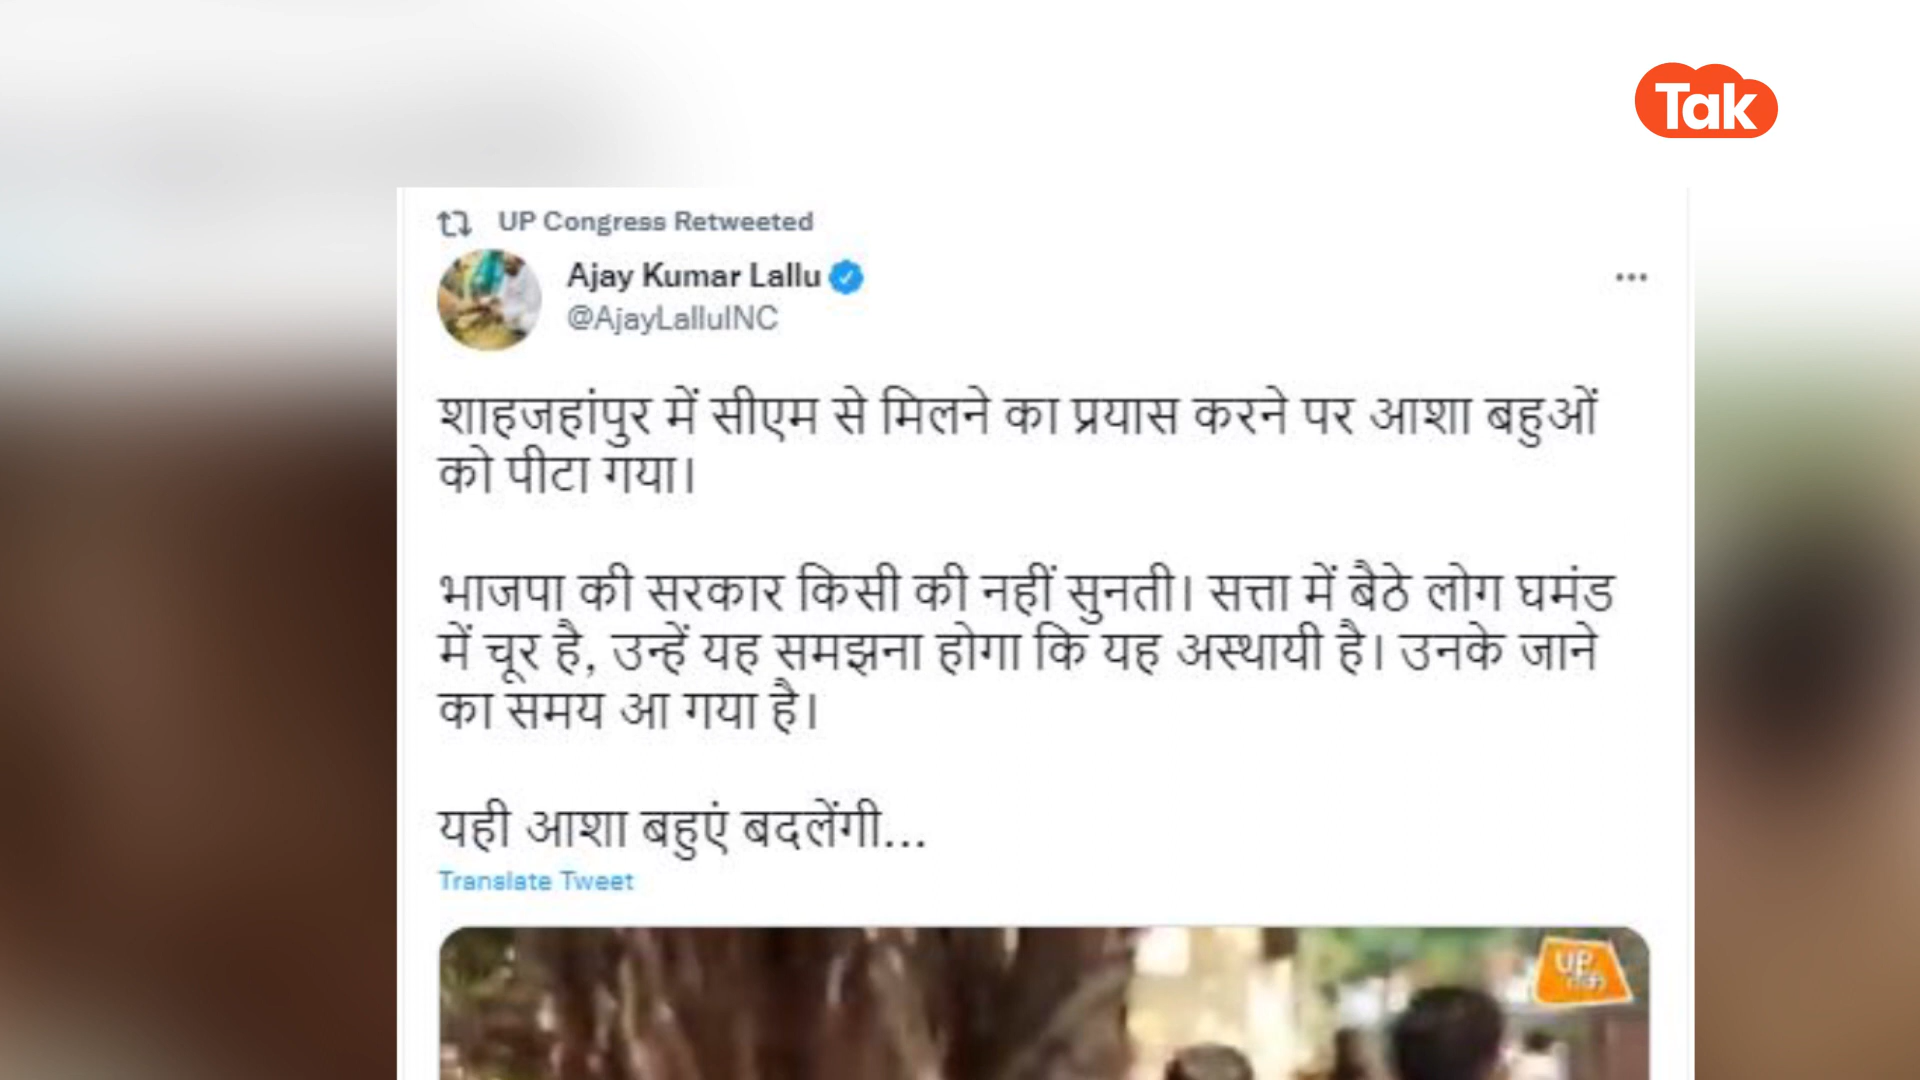 Tak
UP Congress Retweeted
Ajay Kumar Lallu
@AjayLalluINC
शाहजहांपुर में सीएम से मिलने का प्रयास करने पर आशा बहुओं
को पीटा गया।
भाजपा की सरकार किसी की नहीं सुनती। सत्ता में बैठे लोग घमंड
में चूर है, उन्हें यह समझना होगा कि यह अस्थायी है। उनके जाने
का समय आ गया है।
यही आशा बहुएं बदलेंगी...
Translate Tweet
UP